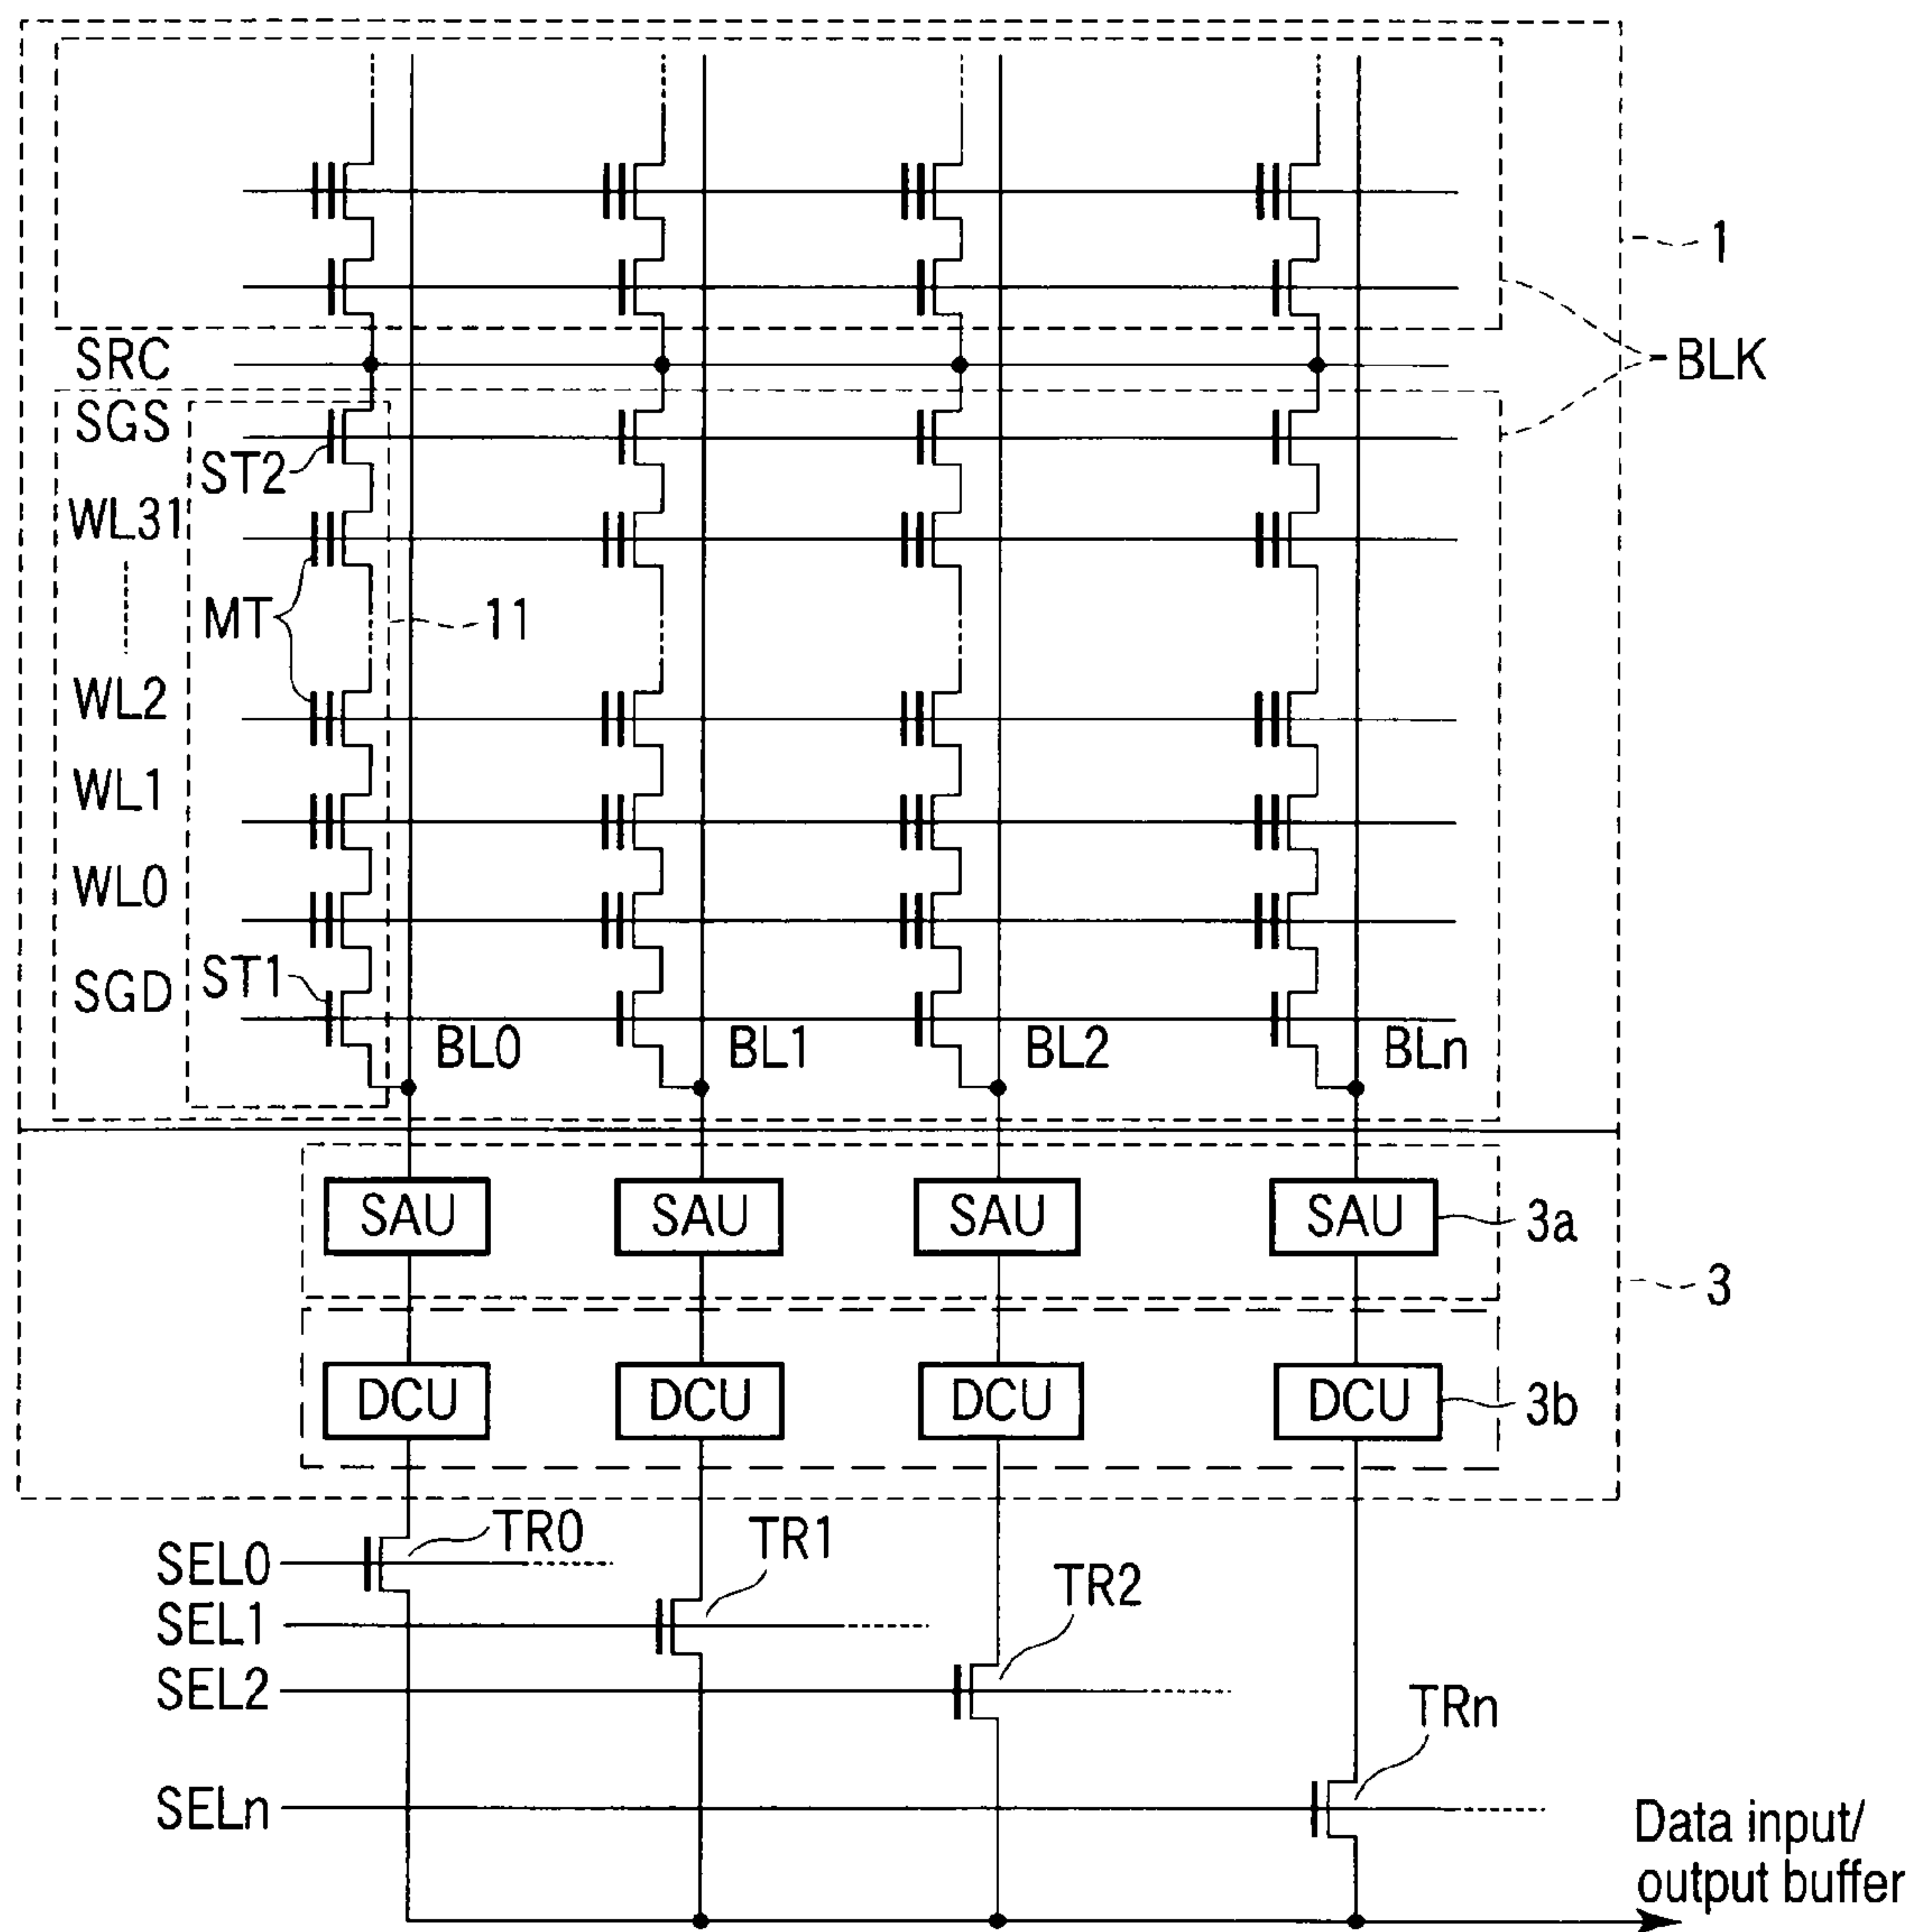 1
SRC
BLK
SGS
ST2
WL31
MT
11
WL2
WL1
WL0
ST1
SGD
BL0 BL1 BL2 BLn
SAU SAU SAU SAU 3a
3
DCU DCU DCU DCU 3b
TR0
TR1
SEL0
TR2
SEL1
SEL2
TRn
SELn
Data input/
output buffer